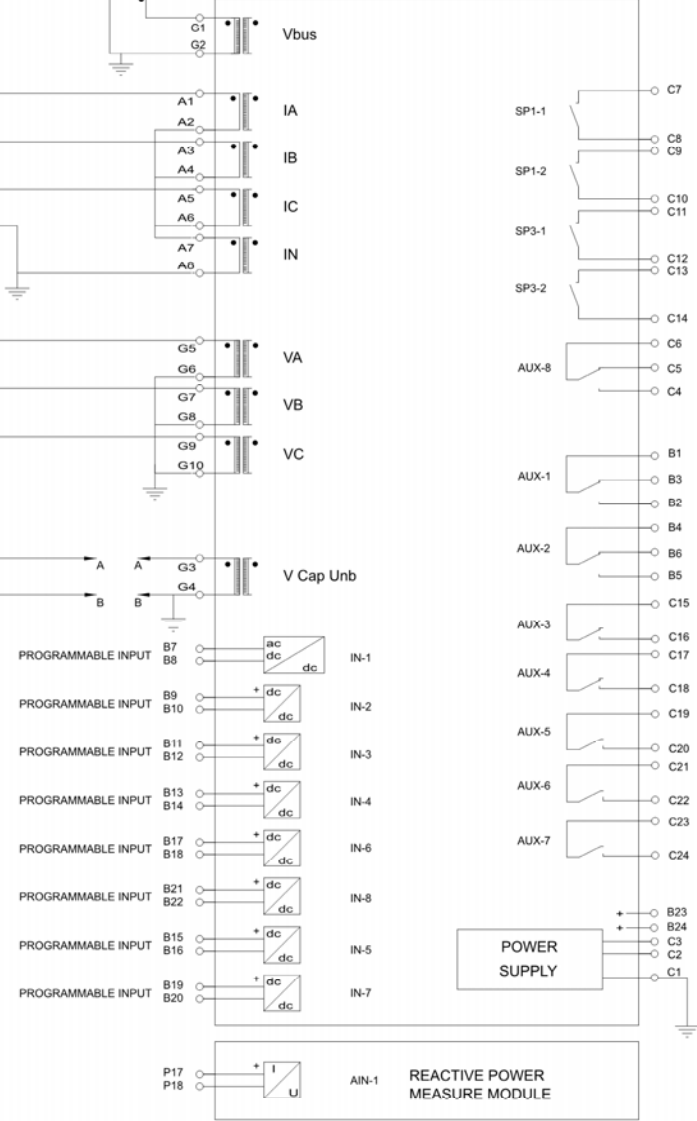 G1
G2
Vbus
A1
A2
IA
A3
A4
IB
A5
A6
IC
A7
A8
IN
G5
G6
VA
G7
G8
VB
G9
G10
VC
A A G3
G4
B B
V Cap Unb
PROGRAMMABLE INPUT B7
B8
ac
dc
dc
IN-1
PROGRAMMABLE INPUT B9
B10
+ dc
dc
IN-2
PROGRAMMABLE INPUT B11
B12
+ dc
dc
IN-3
PROGRAMMABLE INPUT B13
B14
+ dc
dc
IN-4
PROGRAMMABLE INPUT B17
B18
+ dc
dc
IN-6
PROGRAMMABLE INPUT B21
B22
+ dc
dc
IN-8
PROGRAMMABLE INPUT B15
B16
+ dc
dc
IN-5
PROGRAMMABLE INPUT B19
B20
+ dc
dc
IN-7
P17
P18
+ I
U
AIN-1
REACTIVE POWER
MEASURE MODULE
SP1-1
C7
C8
SP1-2
C9
C10
SP3-1
C11
C12
SP3-2
C13
C14
AUX-8
C6
C5
C4
AUX-1
B1
B3
B2
AUX-2
B4
B6
B5
AUX-3
C15
C16
AUX-4
C17
C18
AUX-5
C19
C20
AUX-6
C21
C22
AUX-7
C23
C24
+ B23
+ B24
POWER
SUPPLY
C3
C2
C1